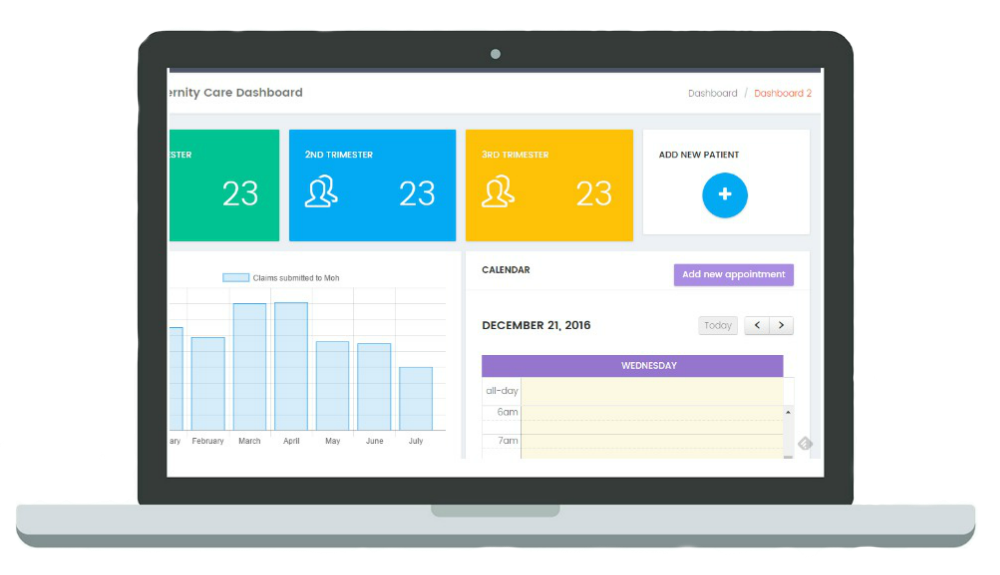 ernity Care Dashboard
Dashboard / Dashboard 2
STER
23
2ND TRIMESTER
23
3RD TRIMESTER
23
ADD NEW PATIENT
+
Claims submitted to Moh
ary February March April May June July
CALENDAR
Add new appointment
DECEMBER 21, 2016
Today < >
WEDNESDAY
all-day
6am
7am